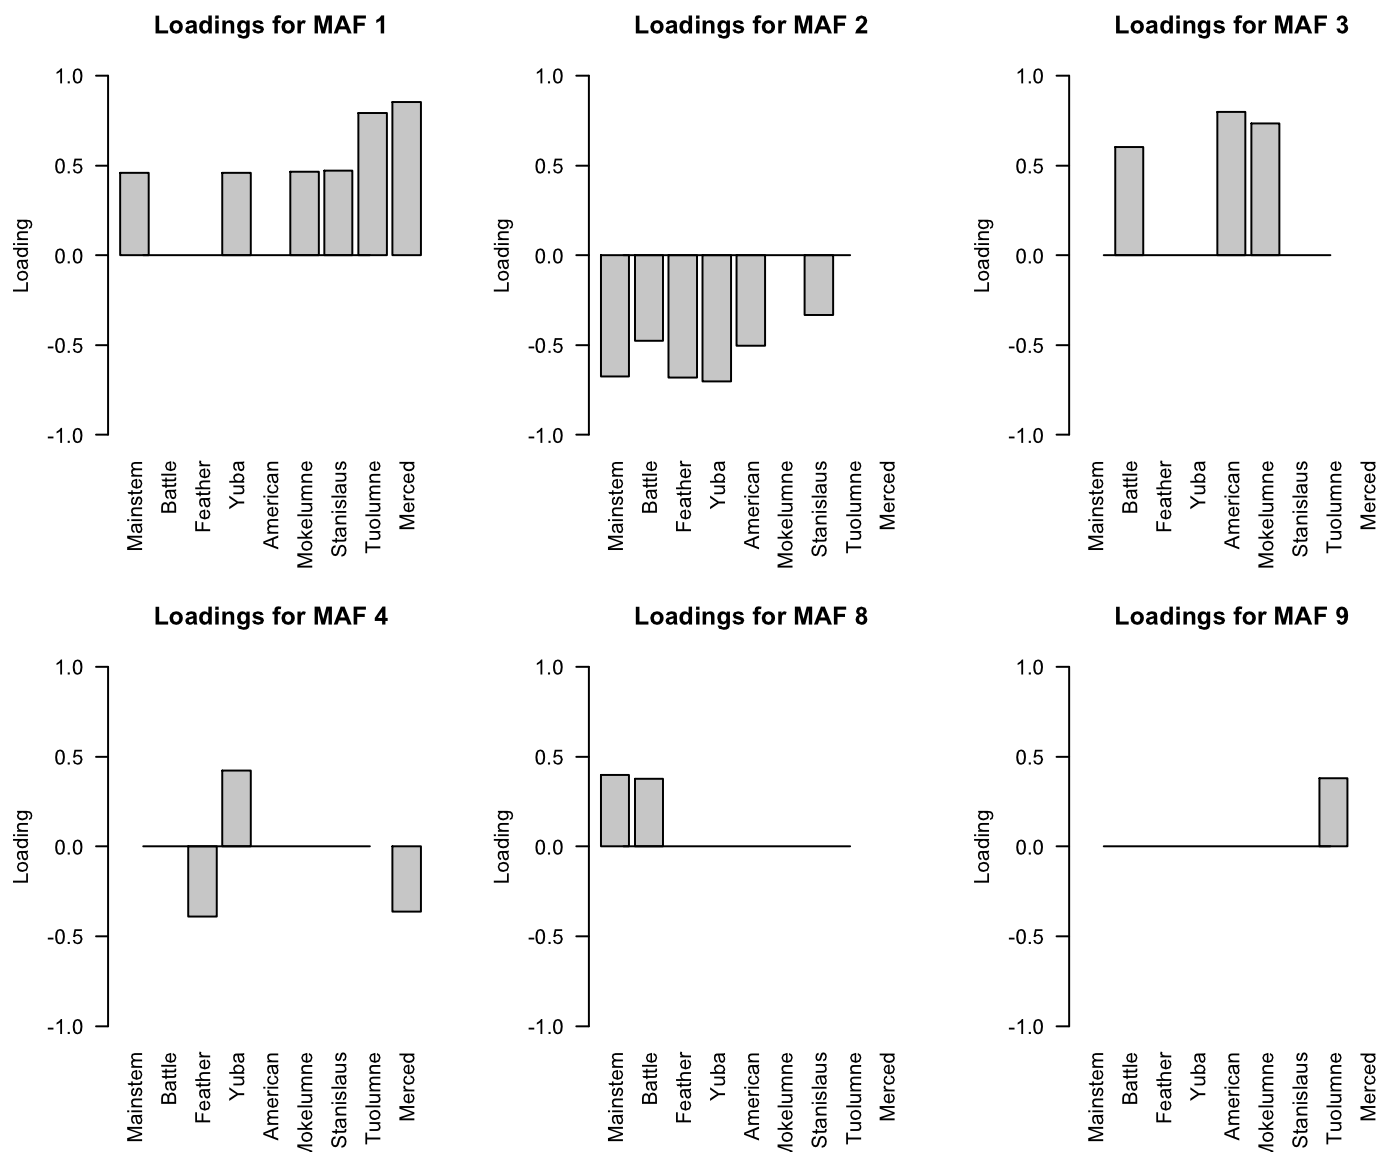 Loadings for MAF 1
1.0
0.5
0.0
-0.5
-1.0
Loading
Mainstem
Battle
Feather
Yuba
American
Mokelumne
Stanislaus
Tuolumne
Merced
Loadings for MAF 2
1.0
0.5
0.0
-0.5
-1.0
Loading
Mainstem
Battle
Feather
Yuba
American
Mokelumne
Stanislaus
Tuolumne
Merced
Loadings for MAF 3
1.0
0.5
0.0
-0.5
-1.0
Loading
Mainstem
Battle
Feather
Yuba
American
Mokelumne
Stanislaus
Tuolumne
Merced
Loadings for MAF 4
1.0
0.5
0.0
-0.5
-1.0
Loading
Mainstem
Battle
Feather
Yuba
American
Mokelumne
Stanislaus
Tuolumne
Merced
Loadings for MAF 8
1.0
0.5
0.0
-0.5
-1.0
Loading
Mainstem
Battle
Feather
Yuba
American
Mokelumne
Stanislaus
Tuolumne
Merced
Loadings for MAF 9
1.0
0.5
0.0
-0.5
-1.0
Loading
Mainstem
Battle
Feather
Yuba
American
Mokelumne
Stanislaus
Tuolumne
Merced